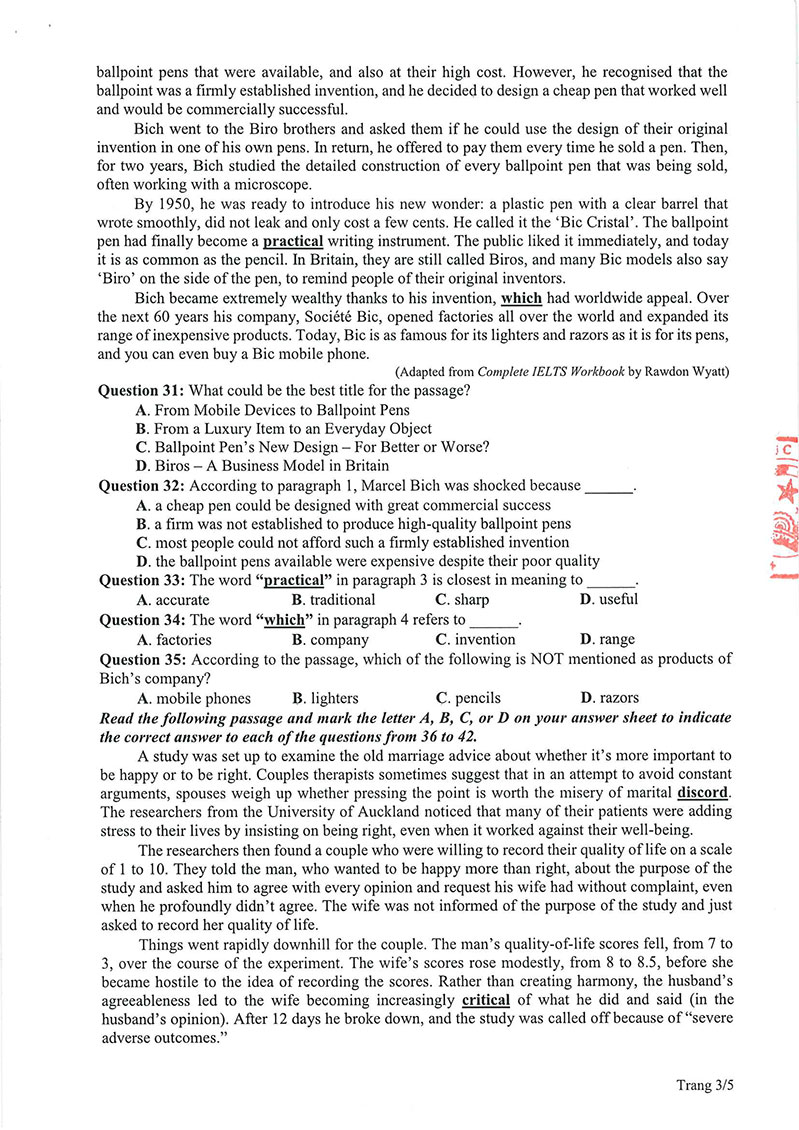 ballpoint pens that were available, and also at their high cost. However, he recognised that the
ballpoint was a firmly established invention, and he decided to design a cheap pen that worked well
and would be commercially successful.
Bich went to the Biro brothers and asked them if he could use the design of their original
invention in one of his own pens. In return, he offered to pay them every time he sold a pen. Then,
for two years, Bich studied the detailed construction of every ballpoint pen that was being sold,
often working with a microscope.
By 1950, he was ready to introduce his new wonder: a plastic pen with a clear barrel that
wrote smoothly, did not leak and only cost a few cents. He called it the ‘Bic Cristal’. The ballpoint
pen had finally become a practical writing instrument. The public liked it immediately, and today
it is as common as the pencil. In Britain, they are still called Biros, and many Bic models also say
‘Biro’ on the side of the pen, to remind people of their original inventors.
Bich became extremely wealthy thanks to his invention, which had worldwide appeal. Over
the next 60 years his company, Société Bic, opened factories all over the world and expanded its
range of inexpensive products. Today, Bic is as famous for its lighters and razors as it is for its pens,
and you can even buy a Bic mobile phone.
(Adapted from Complete IELTS Workbook by Rawdon Wyatt)
Question 31: What could be the best title for the passage?
A. From Mobile Devices to Ballpoint Pens
B. From a Luxury Item to an Everyday Object
C. Ballpoint Pen’s New Design – For Better or Worse?
D. Biros – A Business Model in Britain
Question 32: According to paragraph 1, Marcel Bich was shocked because ______.
A. a cheap pen could be designed with great commercial success
B. a firm was not established to produce high-quality ballpoint pens
C. most people could not afford such a firmly established invention
D. the ballpoint pens available were expensive despite their poor quality
Question 33: The word “practical” in paragraph 3 is closest in meaning to ______.
A. accurate B. traditional C. sharp D. useful
Question 34: The word “which” in paragraph 4 refers to ______.
A. factories B. company C. invention D. range
Question 35: According to the passage, which of the following is NOT mentioned as products of
Bich’s company?
A. mobile phones B. lighters C. pencils D. razors
Read the following passage and mark the letter A, B, C, or D on your answer sheet to indicate
the correct answer to each of the questions from 36 to 42.
A study was set up to examine the old marriage advice about whether it’s more important to
be happy or to be right. Couples therapists sometimes suggest that in an attempt to avoid constant
arguments, spouses weigh up whether pressing the point is worth the misery of marital discord.
The researchers from the University of Auckland noticed that many of their patients were adding
stress to their lives by insisting on being right, even when it worked against their well-being.
The researchers then found a couple who were willing to record their quality of life on a scale
of 1 to 10. They told the man, who wanted to be happy more than right, about the purpose of the
study and asked him to agree with every opinion and request his wife had without complaint, even
when he profoundly didn’t agree. The wife was not informed of the purpose of the study and just
asked to record her quality of life.
Things went rapidly downhill for the couple. The man’s quality-of-life scores fell, from 7 to
3, over the course of the experiment. The wife’s scores rose modestly, from 8 to 8.5, before she
became hostile to the idea of recording the scores. Rather than creating harmony, the husband’s
agreeableness led to the wife becoming increasingly critical of what he did and said (in the
husband’s opinion). After 12 days he broke down, and the study was called off because of “severe
adverse outcomes.”
Trang 3/5